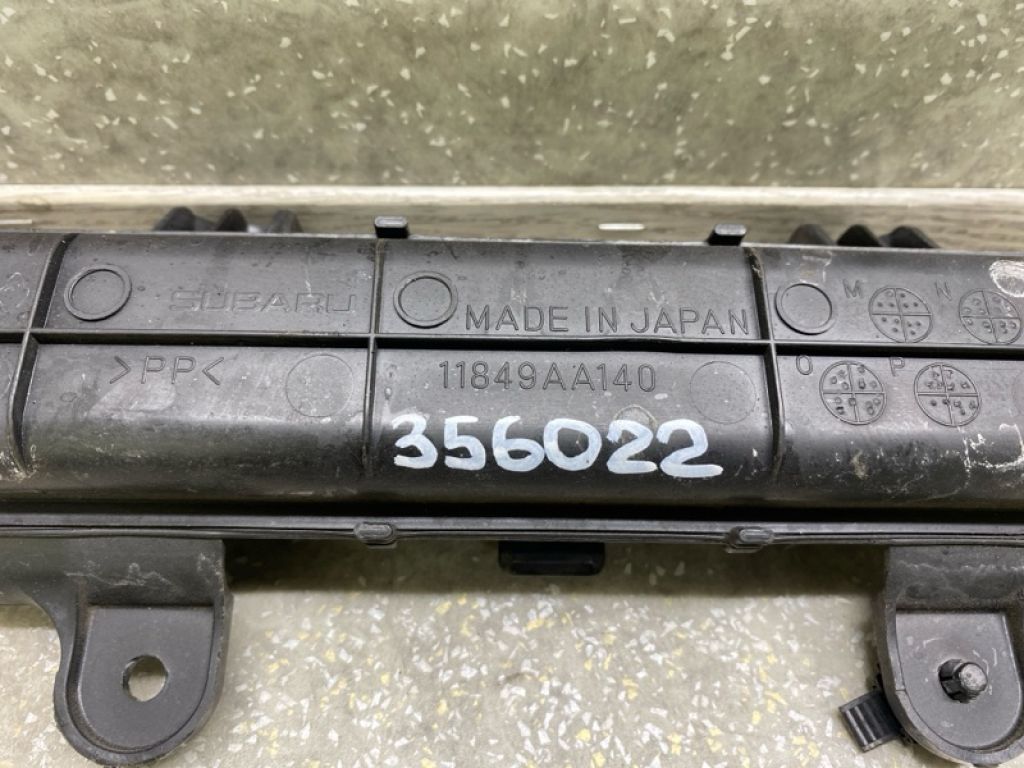 SUBARU
MADE IN JAPAN
M N
>PP<
11849AA140
O P
356022